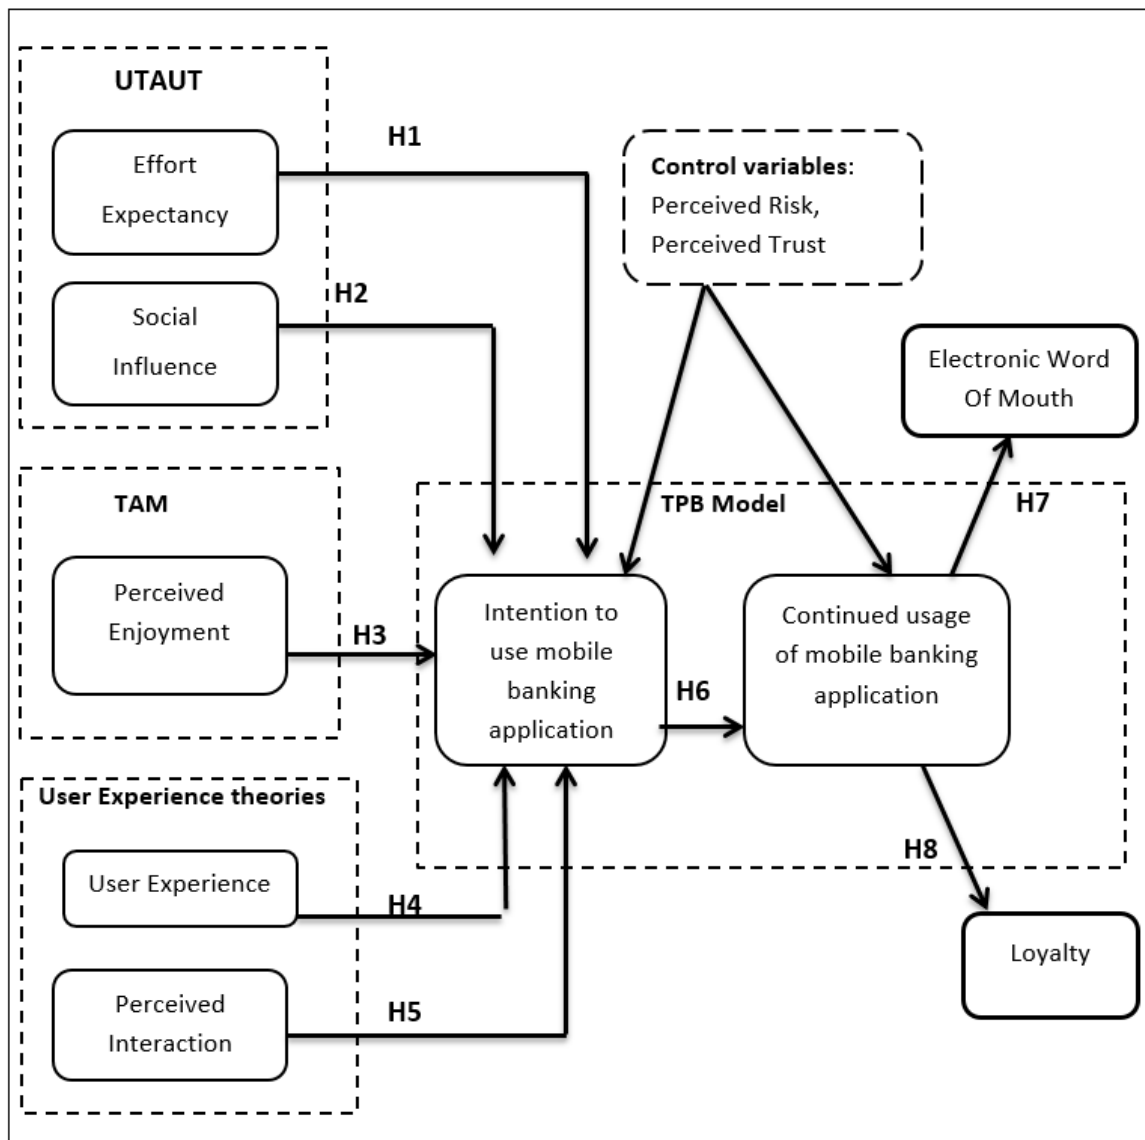 UTAUT
Effort
Expectancy
H1
Social
Influence
H2
Control variables:
Perceived Risk,
Perceived Trust
Electronic Word
Of Mouth
TAM
Perceived
Enjoyment
H3
TPB Model
H7
Intention to
use mobile
banking
application
H6
Continued usage
of mobile banking
application
User Experience theories
User Experience
H4
Perceived
Interaction
H5
H8
Loyalty